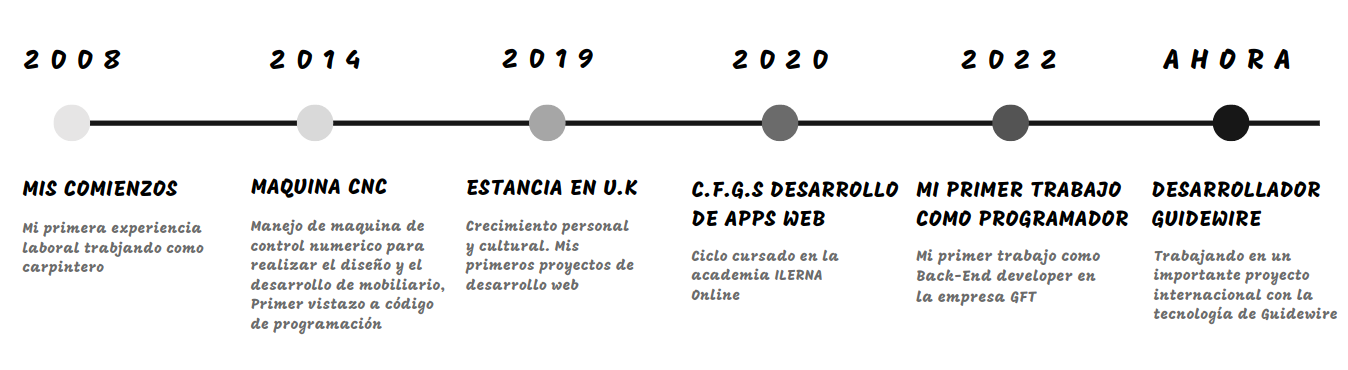 2008
2014
2019
2020
2022
AHORA
MIS COMIENZOS
Mi primera experiencia
laboral trabjando como
carpintero
MAQUINA CNC
Manejo de maquina de
control numerico para
realizar el diseño y el
desarrollo de mobiliario,
Primer vistazo a código
de programación
ESTANCIA EN U.K
Crecimiento personal
y cultural. Mis
primeros proyectos de
desarrollo web
C.F.G.S DESARROLLO
DE APPS WEB
Ciclo cursado en la
academia ILERNA
Online
MI PRIMER TRABAJO
COMO PROGRAMADOR
Mi primer trabajo como
Back-End developer en
la empresa GFT
DESARROLLADOR
GUIDEWIRE
Trabajando en un
importante proyecto
internacional con la
tecnología de Guidewire